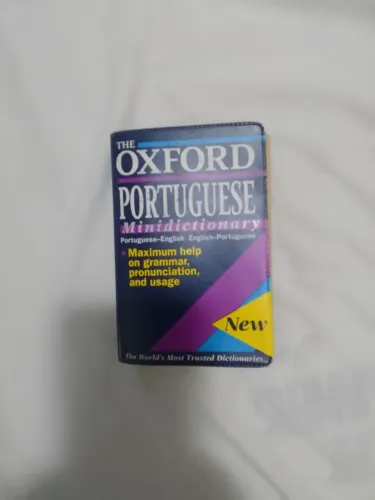 THE
OXFORD
PORTUGUESE
Minidictionary
Portuguese-English English-Portuguese
Maximum help
on grammar,
pronunciation,
and usage
New
The World's Most Trusted Dictionaries